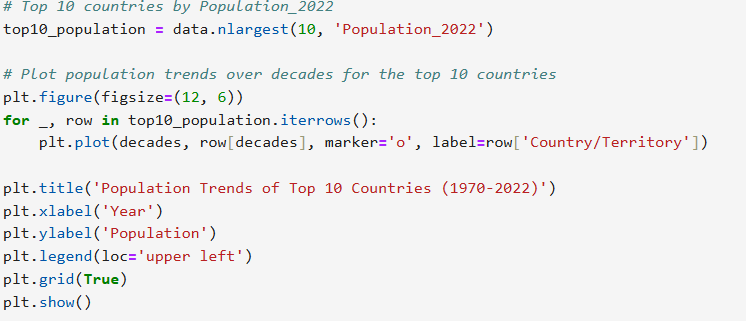 # Top 10 countries by Population_2022
top10_population = data.nlargest(10, 'Population_2022')

# Plot population trends over decades for the top 10 countries
plt.figure(figsize=(12, 6))
for _, row in top10_population.iterrows():
    plt.plot(decades, row[decades], marker='o', label=row['Country/Territory'])

plt.title('Population Trends of Top 10 Countries (1970-2022)')
plt.xlabel('Year')
plt.ylabel('Population')
plt.legend(loc='upper left')
plt.grid(True)
plt.show()